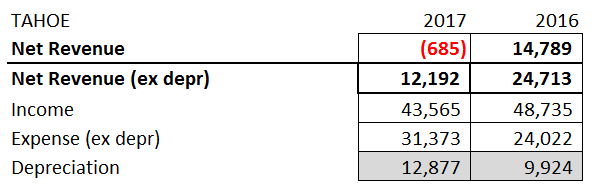 TAHOE 2017 2016
Net Revenue (685) 14,789
Net Revenue (ex depr) 12,192 24,713
Income 43,565 48,735
Expense (ex depr) 31,373 24,022
Depreciation 12,877 9,924